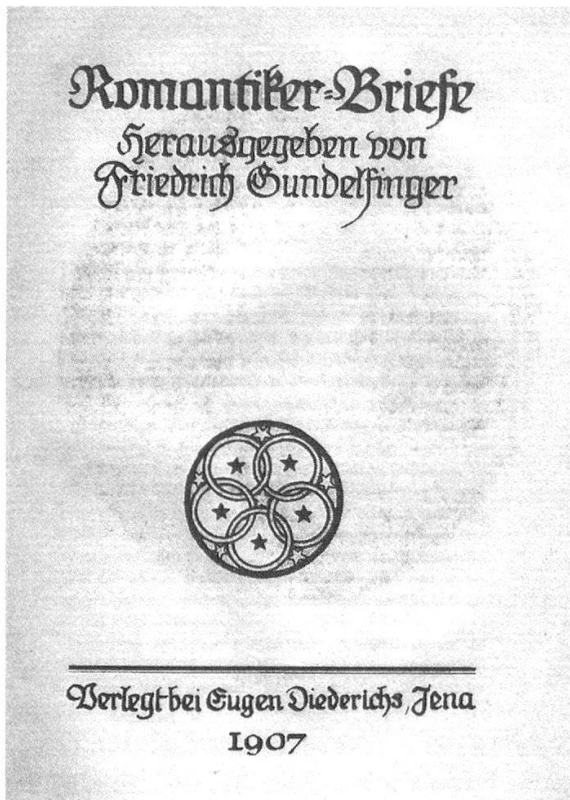 Romantiker-Briefe
Herausgegeben von
Friedrich Gundelfinger
Verlegt bei Eugen Diederichs, Jena
1907